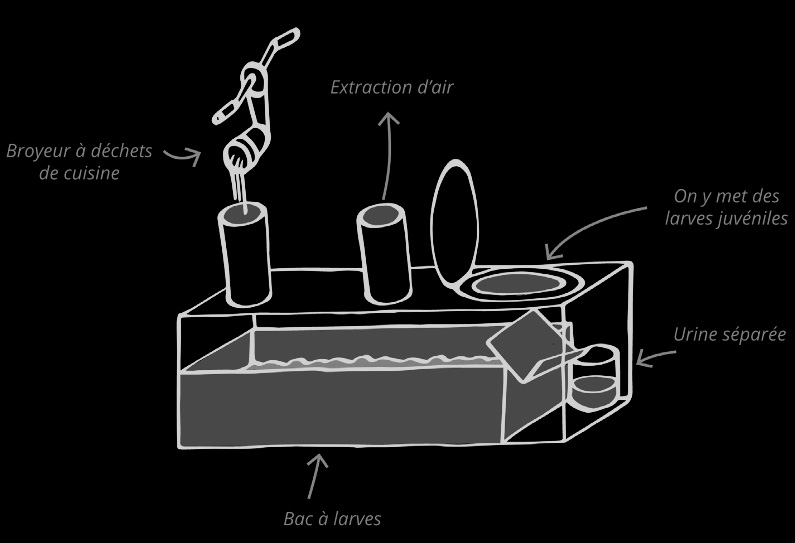 Extraction d'air
Broyeur à déchets
de cuisine
On y met des
larves juvéniles
Urine séparée
Bac à larves